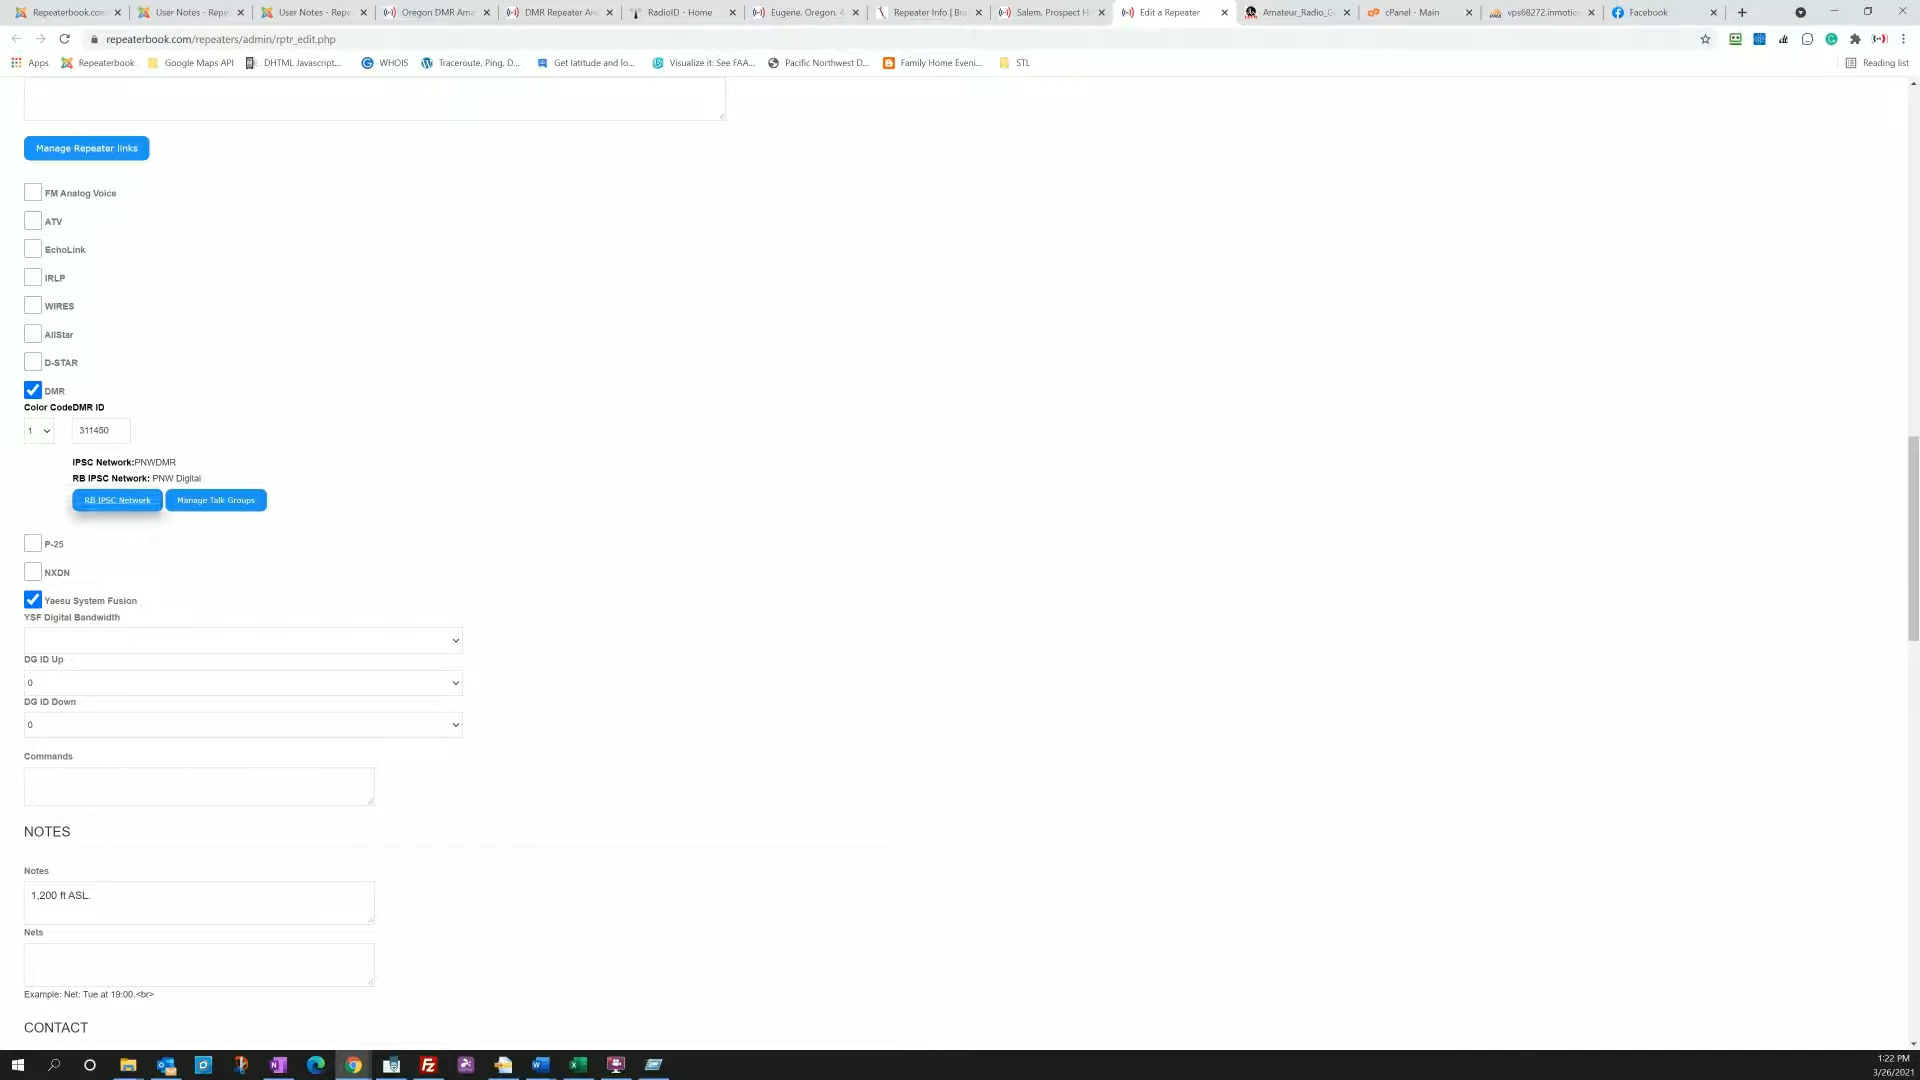 Repeaterbook.com
User Notes - Repe
User Notes - Repe
Oregon DMR Ama
DMR Repeater An
RadioID - Home
Eugene, Oregon, 4
Repeater Info | Br
Salem, Prospect H
Edit a Repeater
Amateur_Radio_G
cPanel - Main
vps68272.inmotio
Facebook
repeaterbook.com/repeaters/admin/rptr_edit.php
Apps
Repeaterbook
Google Maps API
DHTML Javascript...
WHOIS
Traceroute, Ping, D...
Get latitude and lo...
Visualize it: See FAA...
Pacific Northwest D...
Family Home Eveni...
STL
Reading list
Manage Repeater links
FM Analog Voice
ATV
EchoLink
IRLP
WIRES
AllStar
D-STAR
DMR
Color CodeDMR ID
1 311450
IPSC Network:PNWDMR
RB IPSC Network: PNW Digital
RB IPSC Network Manage Talk Groups
P-25
NXDN
Yaesu System Fusion
YSF Digital Bandwidth
DG ID Up
0
DG ID Down
0
Commands
NOTES
Notes
1,200 ft ASL.
Nets
Example: Net: Tue at 19:00.<br>
CONTACT
1:22 PM
3/26/2021